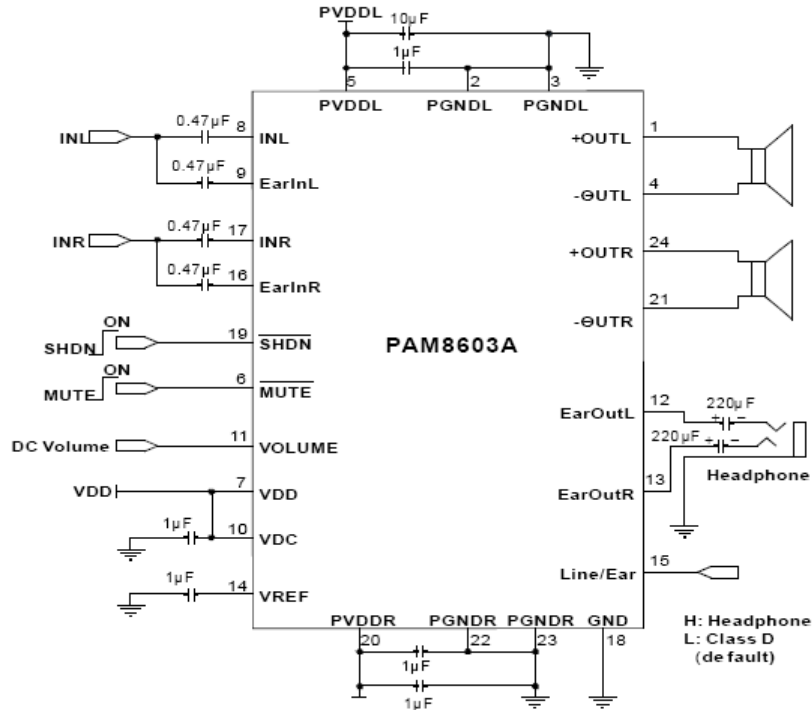 PVDDL
10µF
1µF
5
2
3
PVDDL
PGNDL
PGNDL
INL
0.47µF
8
INL
0.47µF
9
EarInL
INR
0.47µF
17
INR
0.47µF
16
EarInR
ON
SHDN
19
SHDN
ON
MUTE
6
MUTE
DC Volume
11
VOLUME
VDD
7
VDD
1µF
10
VDC
1µF
14
VREF
PAM8603A
1
+OUTL
4
-OUTL
24
+OUTR
21
-OUTR
12
EarOutL
220µF
+ −
220µF
+ −
Headphone
13
EarOutR
15
Line/Ear
H: Headphone
L: Class D
(default)
PVDDR
PGNDR
PGNDR
GND
20
22
23
18
1µF
1µF